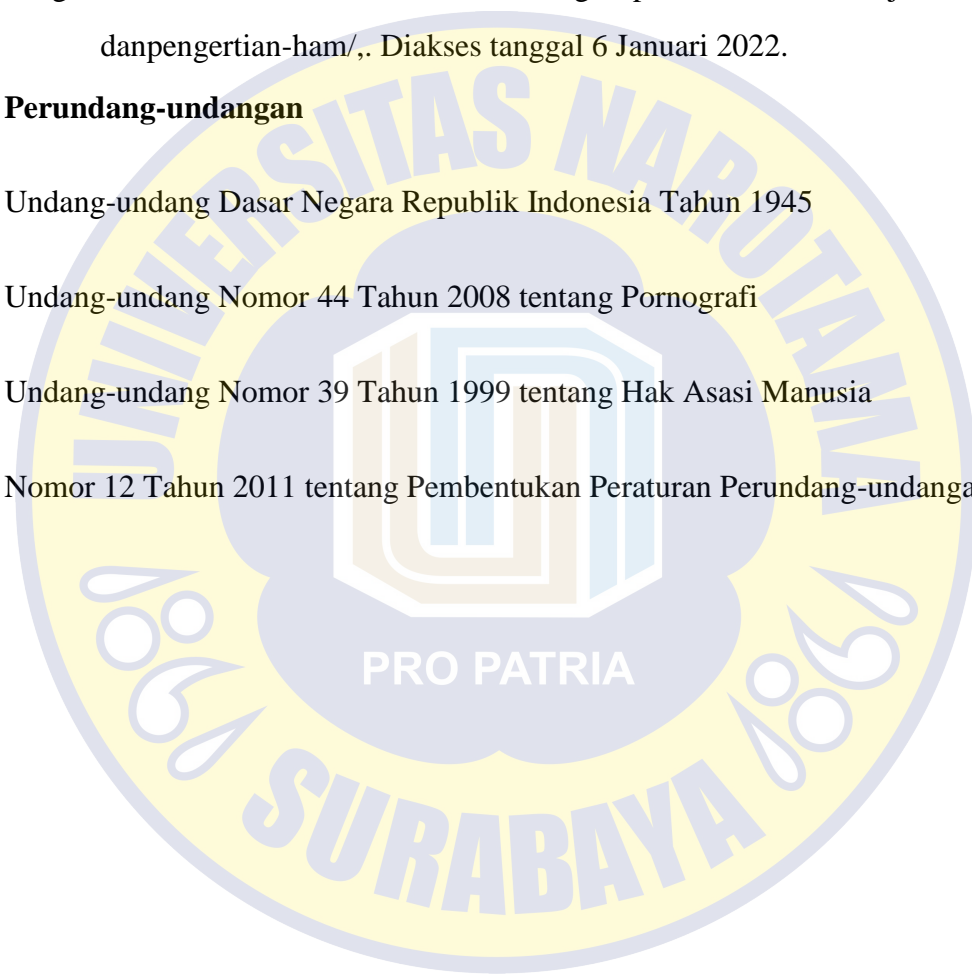 danpengertian-ham/,. Diakses tanggal 6 Januari 2022.
Perundang-undangan
Undang-undang Dasar Negara Republik Indonesia Tahun 1945
Undang-undang Nomor 44 Tahun 2008 tentang Pornografi
Undang-undang Nomor 39 Tahun 1999 tentang Hak Asasi Manusia
Nomor 12 Tahun 2011 tentang Pembentukan Peraturan Perundang-undanga
UNIVERSITAS NAROTAMA
PRO PATRIA
SURABAYA